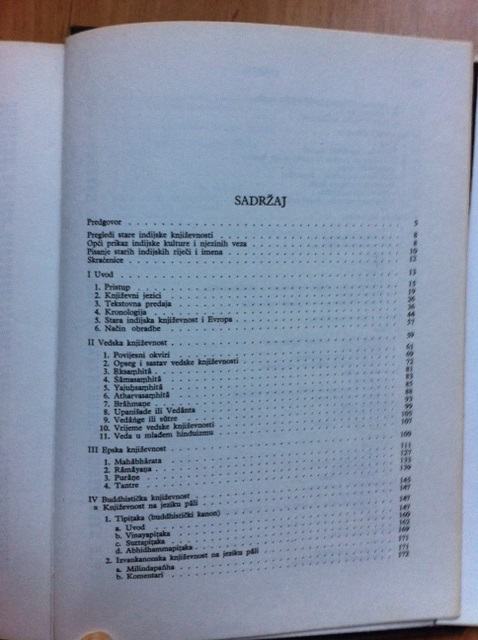 SADRŽAJ
Predgovor 5
Pregledi stare indijske književnosti 8
Opći prikaz indijske kulture i njezinih veza 8
Pisanje starih indijskih riječi i imena 10
Skraćenice 12
I Uvod 13
1. Pristup 15
2. Književni jezici 19
3. Tekstovna predaja 26
4. Kronologija 36
5. Stara indijska književnost i Evropa 44
6. Način obradbe 57
II Vedska književnost 59
1. Povijesni okviri 61
2. Opseg i sastav vedske književnosti 69
3. Ṛksaṃhitā 72
4. Sāmasaṃhitā 81
5. Yajuḥsaṃhitā 83
6. Atharvasaṃhitā 85
7. Brāhmaṇe 88
8. Upanišade ili Vedânta 93
9. Vedāṅge ili sūtre 99
10. Vrijeme vedske književnosti 105
11. Veda u mlađem hinduizmu 107
III Epska književnost 109
1. Mahābhārata 111
2. Rāmāyaṇa 127
3. Purāṇe 133
4. Tantre 139
IV Buddhistička književnost 145
a Književnost na jeziku pāli 147
1. Tipiṭaka (buddhistički kanon) 147
a. Uvod 147
b. Vinayapiṭaka 160
c. Suttapiṭaka 162
d. Abhidhammapiṭaka 169
2. Izvankanonska književnost na jeziku pāli 171
a. Milindapañha 171
b. Komentari 172